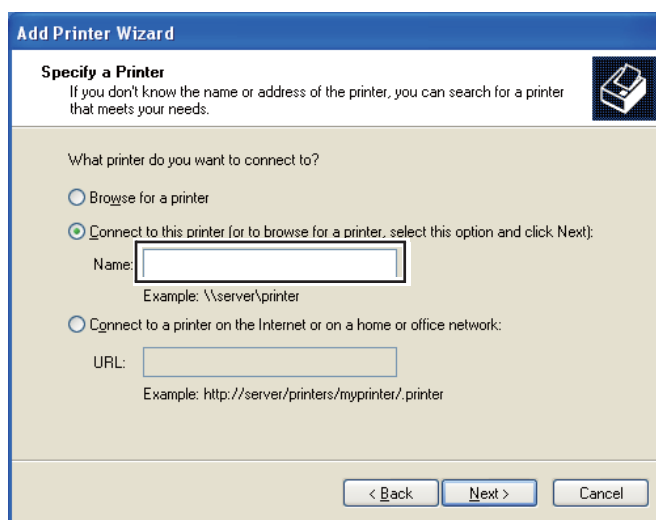 Add Printer Wizard
Specify a Printer
If you don't know the name or address of the printer, you can search for a printer
that meets your needs.
What printer do you want to connect to?
Browse for a printer
Connect to this printer (or to browse for a printer, select this option and click Next):
Name:
Example: \\server\printer
Connect to a printer on the Internet or on a home or office network:
URL:
Example: http://server/printers/myprinter/.printer
< Back Next > Cancel